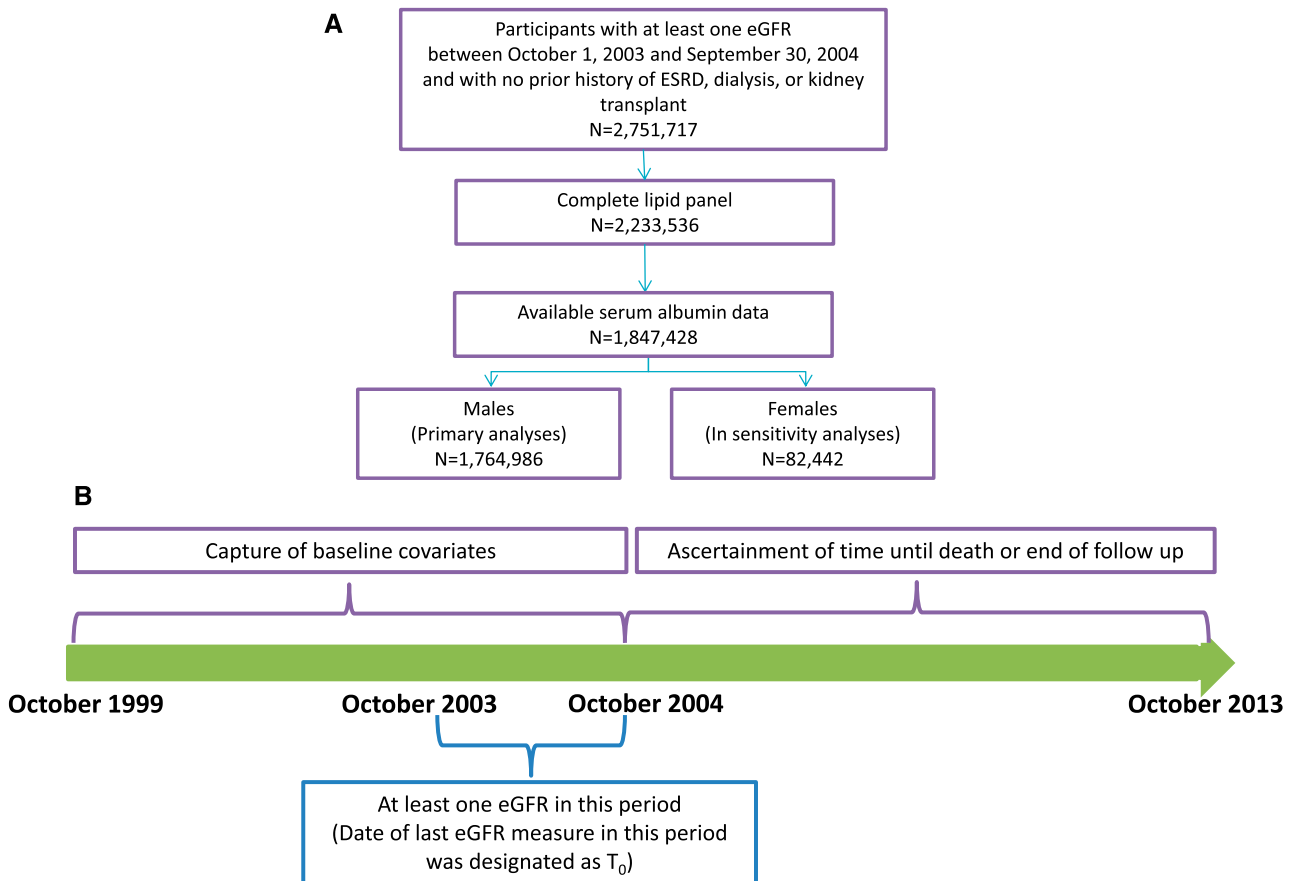 A
Participants with at least one eGFR
between October 1, 2003 and September 30, 2004
and with no prior history of ESRD, dialysis, or kidney
transplant
N=2,751,717
Complete lipid panel
N=2,233,536
Available serum albumin data
N=1,847,428
Males
(Primary analyses)
N=1,764,986
Females
(In sensitivity analyses)
N=82,442
B
Capture of baseline covariates
Ascertainment of time until death or end of follow up
October 1999
October 2003
October 2004
October 2013
At least one eGFR in this period
(Date of last eGFR measure in this period
was designated as T₀)